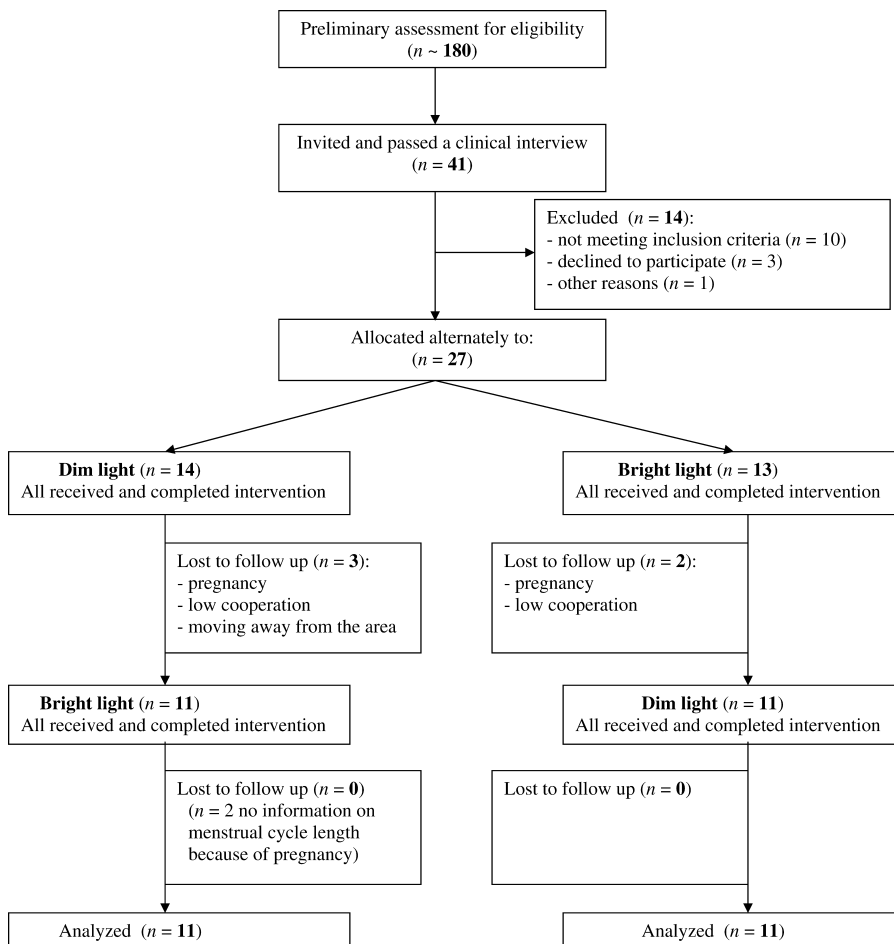 Preliminary assessment for eligibility
(n ~ 180)
Invited and passed a clinical interview
(n = 41)
Excluded (n = 14):
- not meeting inclusion criteria (n = 10)
- declined to participate (n = 3)
- other reasons (n = 1)
Allocated alternately to:
(n = 27)
Dim light (n = 14)
All received and completed intervention
Bright light (n = 13)
All received and completed intervention
Lost to follow up (n = 3):
- pregnancy
- low cooperation
- moving away from the area
Lost to follow up (n = 2):
- pregnancy
- low cooperation
Bright light (n = 11)
All received and completed intervention
Dim light (n = 11)
All received and completed intervention
Lost to follow up (n = 0)
(n = 2 no information on
menstrual cycle length
because of pregnancy)
Lost to follow up (n = 0)
Analyzed (n = 11)
Analyzed (n = 11)